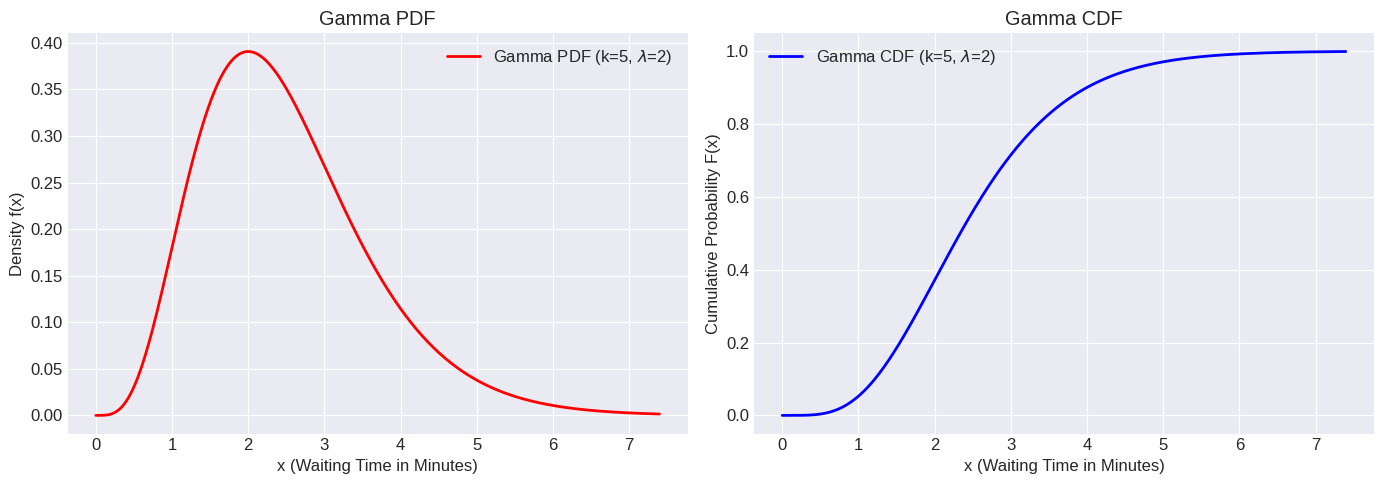 Gamma PDF
Gamma PDF (k=5, λ=2)
0.40
0.35
0.30
0.25
0.20
0.15
0.10
0.05
0.00
Density f(x)
0 1 2 3 4 5 6 7
x (Waiting Time in Minutes)
Gamma CDF
Gamma CDF (k=5, λ=2)
1.0
0.8
0.6
0.4
0.2
0.0
Cumulative Probability F(x)
0 1 2 3 4 5 6 7
x (Waiting Time in Minutes)